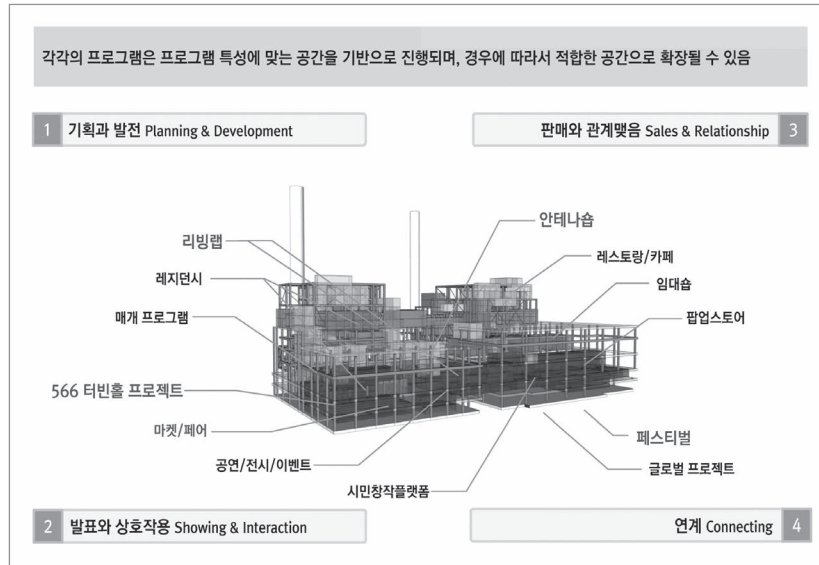 각각의 프로그램은 프로그램 특성에 맞는 공간을 기반으로 진행되며, 경우에 따라서 적합한 공간으로 확장될 수 있음
1 기획과 발전 Planning & Development
판매와 관계맺음 Sales & Relationship 3
리빙랩
레지던시
매개 프로그램
566 터빈홀 프로젝트
마켓/페어
공연/전시/이벤트
시민창작플랫폼
안테나숍
레스토랑/카페
임대숍
팝업스토어
페스티벌
글로벌 프로젝트
2 발표와 상호작용 Showing & Interaction
연계 Connecting 4